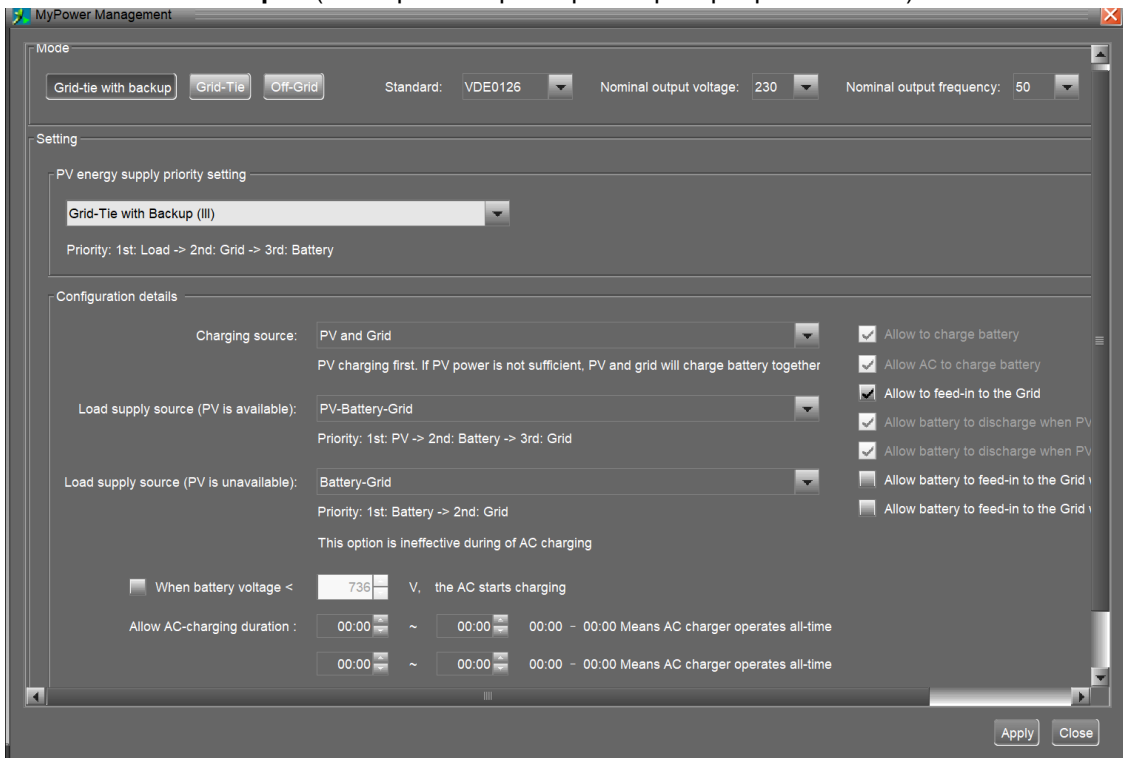 MyPower Management
Mode
Grid-tie with backup Grid-Tie Off-Grid Standard: VDE0126 Nominal output voltage: 230 Nominal output frequency: 50
Setting
PV energy supply priority setting
Grid-Tie with Backup (III)
Priority: 1st: Load -> 2nd: Grid -> 3rd: Battery
Configuration details
Charging source: PV and Grid Allow to charge battery
PV charging first. If PV power is not sufficient, PV and grid will charge battery together Allow AC to charge battery
Allow to feed-in to the Grid
Load supply source (PV is available): PV-Battery-Grid
Allow battery to discharge when PV
Priority: 1st: PV -> 2nd: Battery -> 3rd: Grid
Allow battery to discharge when PV
Load supply source (PV is unavailable): Battery-Grid Allow battery to feed-in to the Grid
Priority: 1st: Battery -> 2nd: Grid Allow battery to feed-in to the Grid
This option is ineffective during of AC charging
When battery voltage < 736 V, the AC starts charging
Allow AC-charging duration : 00:00 ~ 00:00 00:00 - 00:00 Means AC charger operates all-time
00:00 ~ 00:00 00:00 - 00:00 Means AC charger operates all-time
Apply Close